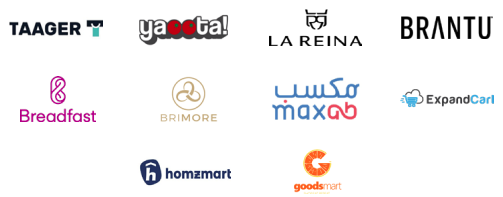 TAAGER
yaoota!
LA REINA
BRANTU
Breadfast
BRIMORE
مكسب
maxab
ExpandCart
homzmart
goodsmart